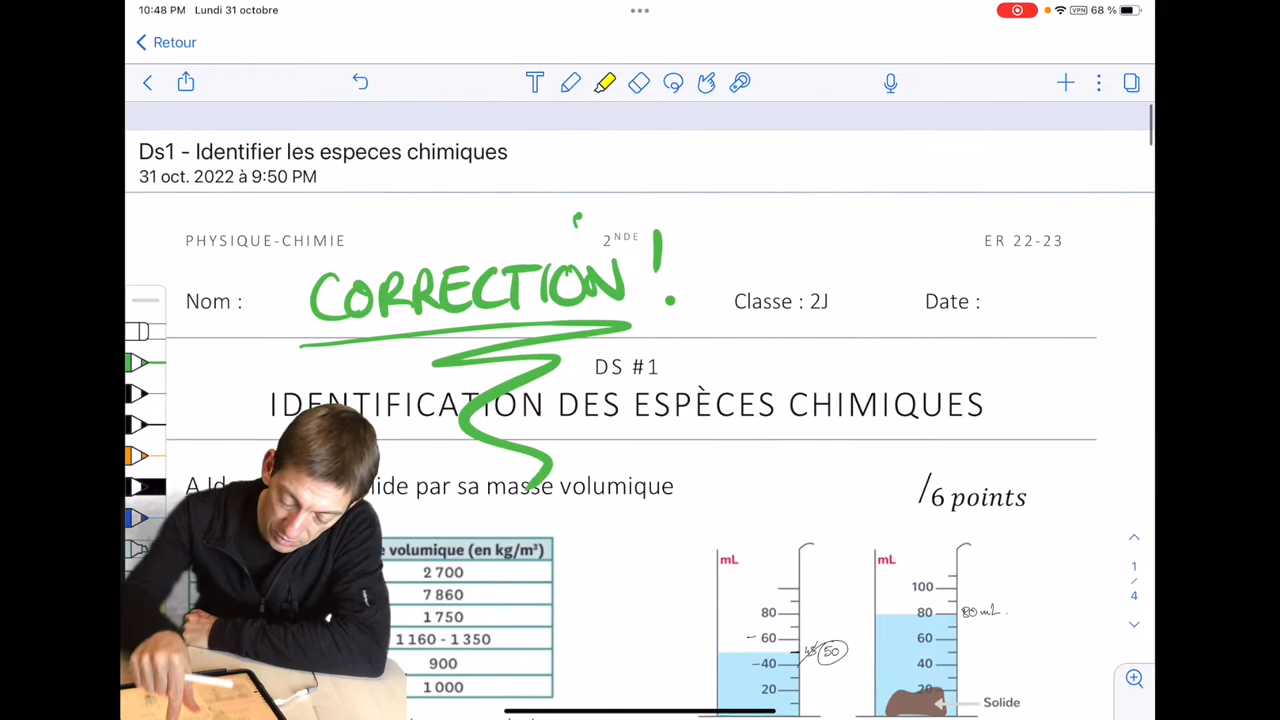 10:48 PM Lundi 31 octobre
VPN 68 %
Retour
Ds1 - Identifier les especes chimiques
31 oct. 2022 à 9:50 PM
PHYSIQUE-CHIMIE 2NDE ER 22-23
CORRECTION !
Nom : Classe : 2J Date :
DS #1
IDENTIFICATION DES ESPÈCES CHIMIQUES
A lide par sa masse volumique
/6 points
volumique (en kg/m³)
2 700
7 860
1 750
1 160 - 1 350
900
1 000
mL
80
60
40
20
50
mL
100
80
60
40
20
80 mL
Solide
1
/
4